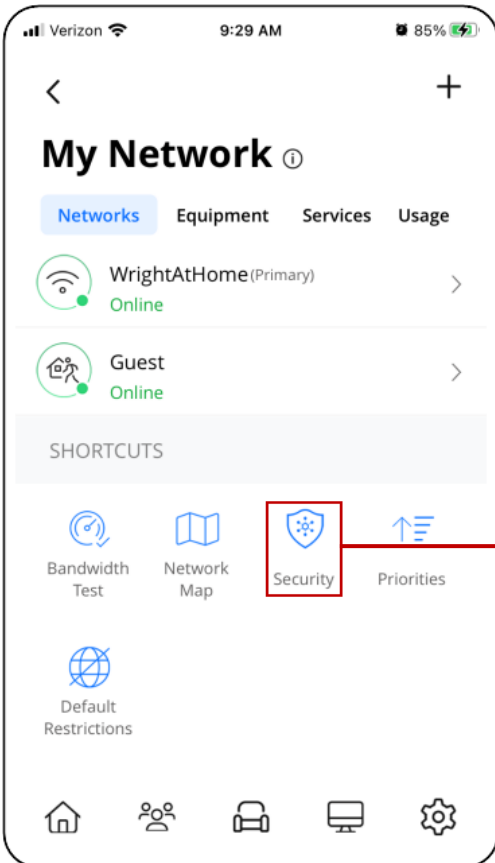 Verizon 9:29 AM 85%
My Network
Networks Equipment Services Usage
WrightAtHome (Primary)
Online
Guest
Online
SHORTCUTS
Bandwidth Test
Network Map
Security
Priorities
Default
Restrictions